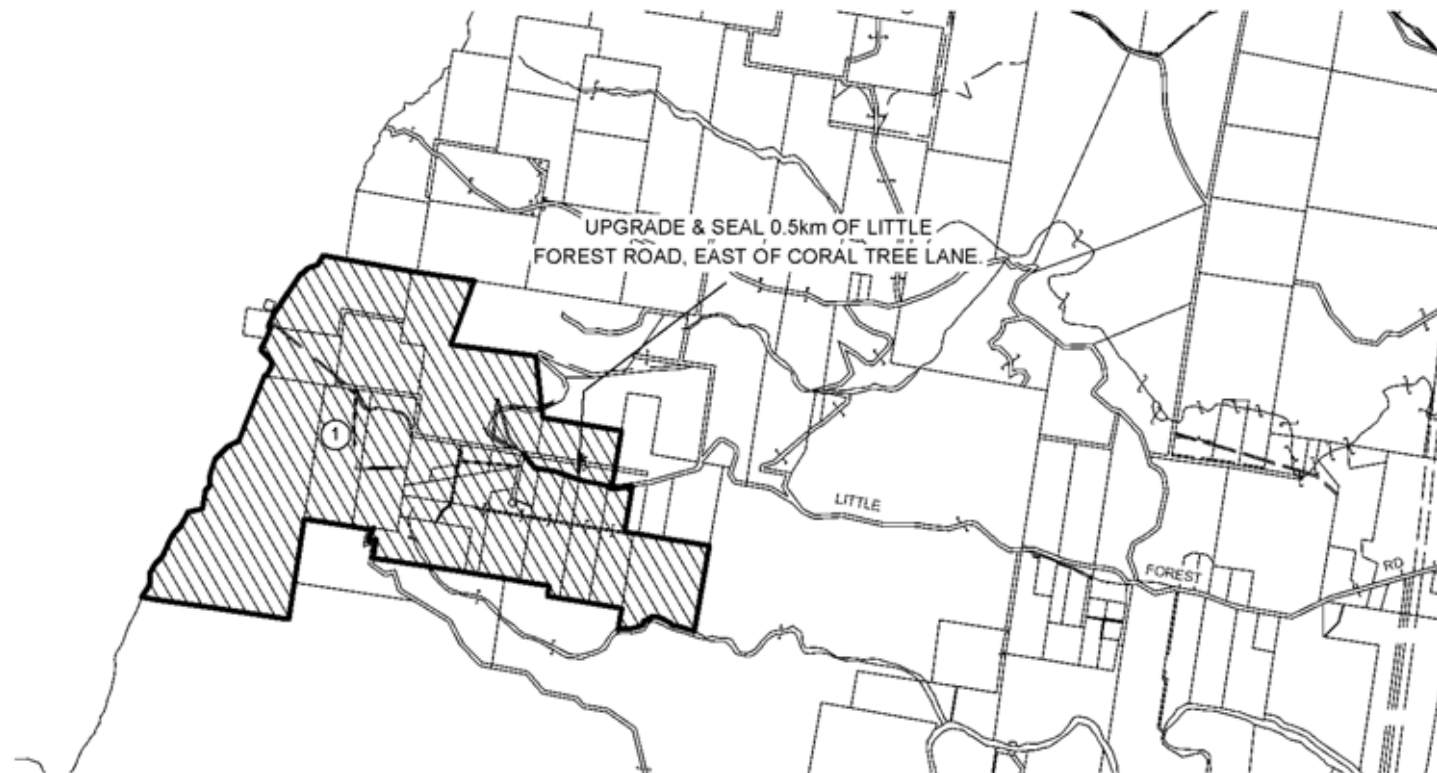 UPGRADE & SEAL 0.5km OF LITTLE
FOREST ROAD, EAST OF CORAL TREE LANE.
1
LITTLE
FOREST
RD